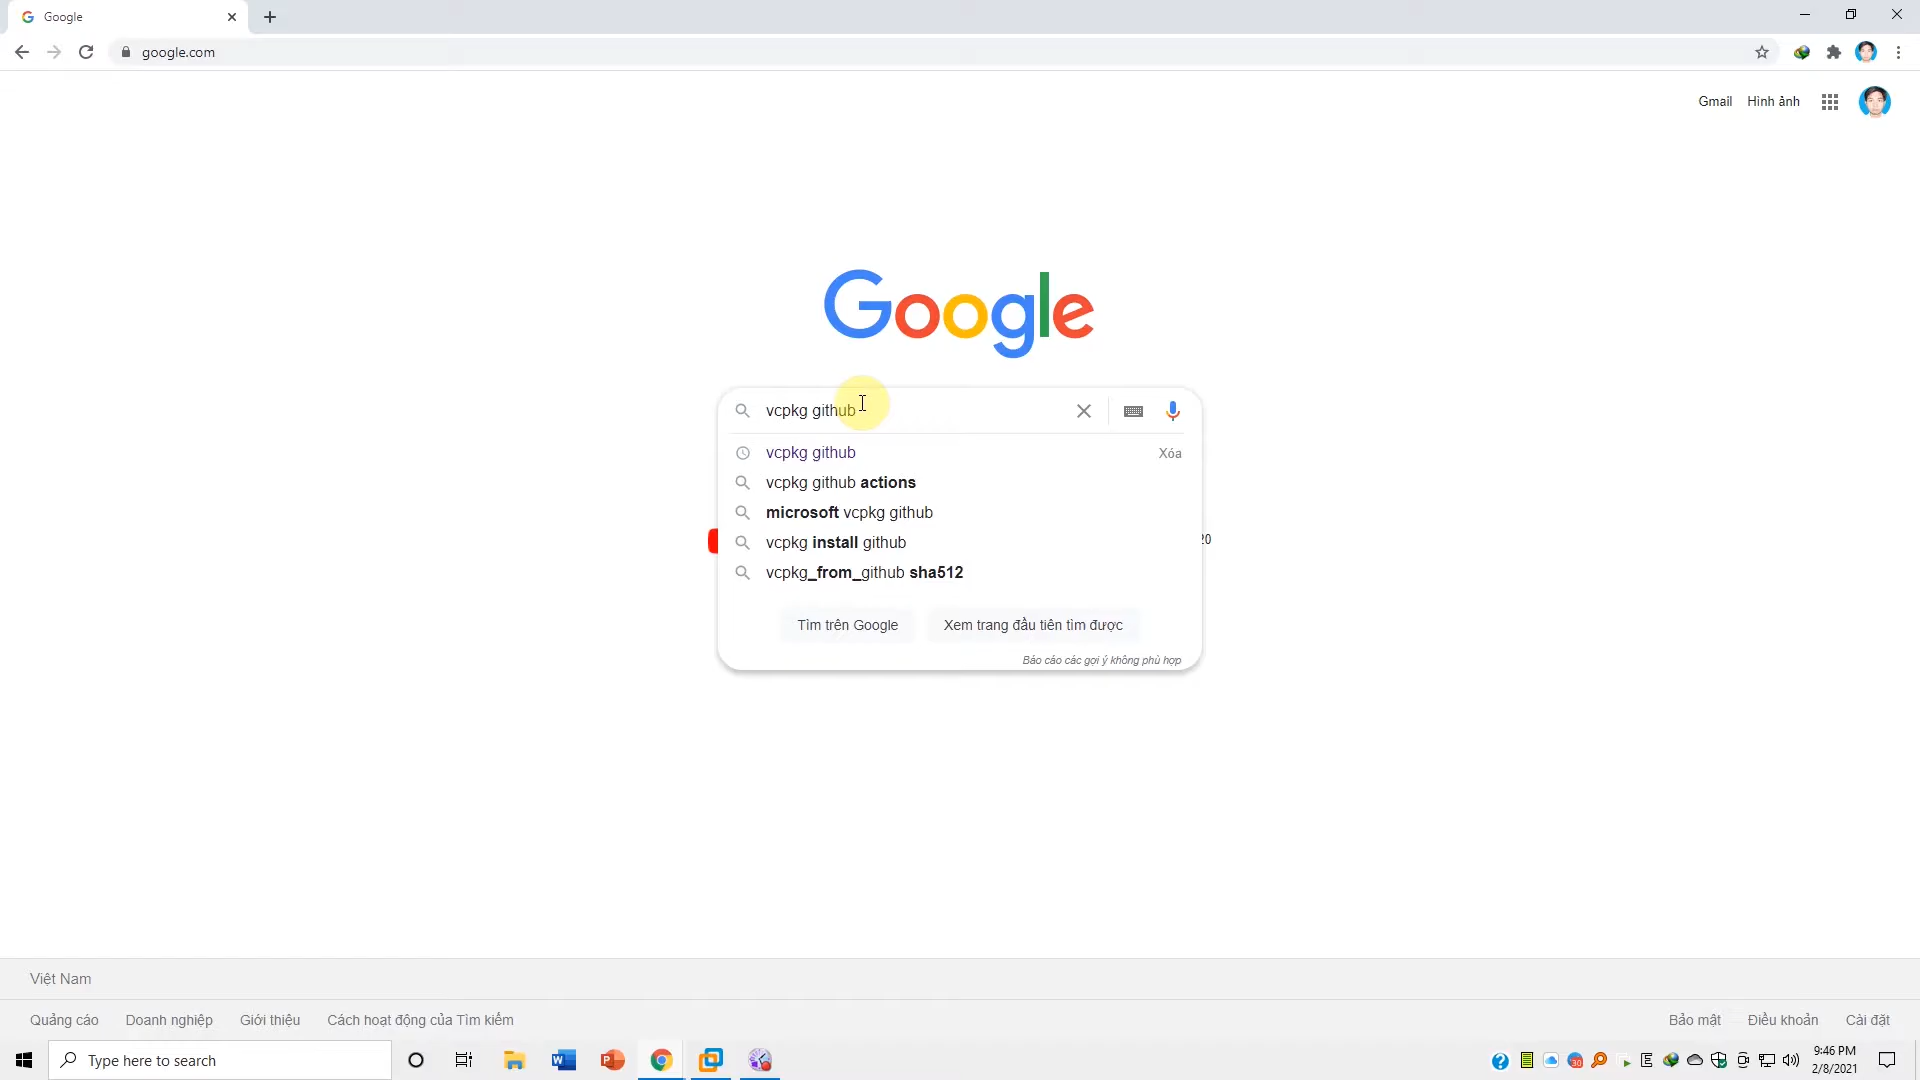 Google
google.com
Gmail Hình ảnh
Google
vcpkg github
vcpkg github Xóa
vcpkg github actions
microsoft vcpkg github
vcpkg install github
20
vcpkg_from_github sha512
Tìm trên Google Xem trang đầu tiên tìm được
Báo cáo các gợi ý không phù hợp
Việt Nam
Quảng cáo Doanh nghiệp Giới thiệu Cách hoạt động của Tìm kiếm Bảo mật Điều khoản Cài đặt
Type here to search
9:46 PM
2/8/2021